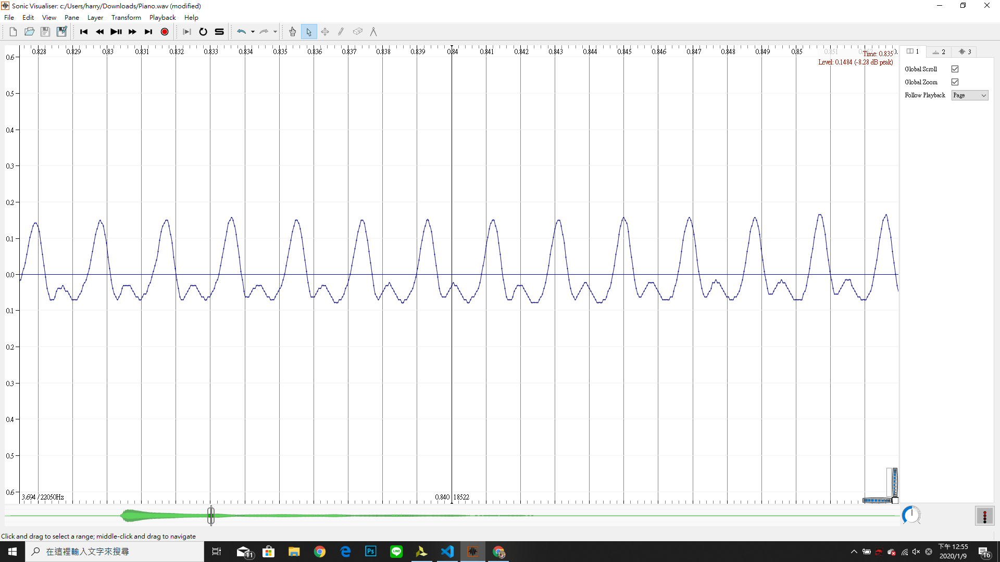 Sonic Visualiser: c:/Users/harry/Downloads/Piano.wav (modified)
File Edit View Pane Layer Transform Playback Help
0.828 0.829 0.83 0.831 0.832 0.833 0.834 0.835 0.836 0.837 0.838 0.839 0.84 0.841 0.842 0.843 0.844 0.845 0.846 0.847 0.848 0.849 0.85 0.851
Time: 0.835
Level: 0.1484 (-8.28 dB peak)
0.6
0.5
0.4
0.3
0.2
0.1
0.0
0.1
0.2
0.3
0.4
0.5
0.6
3.694 / 22050Hz
0.840 18522
1 2 3
Global Scroll
Global Zoom
Follow Playback Page
Click and drag to select a range; middle-click and drag to navigate
在這裡輸入文字來搜尋
11
Ps
LINE
下午 12:55
2020/1/9
16